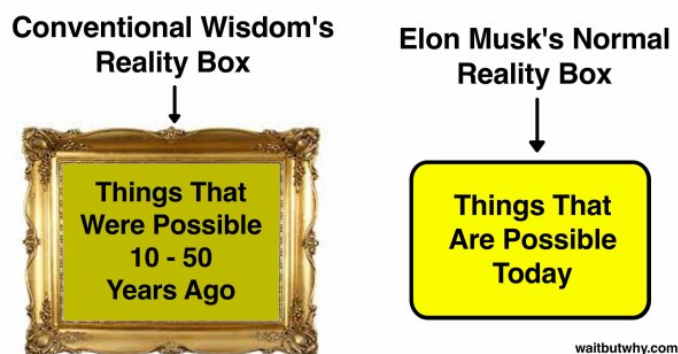 Conventional Wisdom's
Reality Box
Things That
Were Possible
10 - 50
Years Ago
Elon Musk's Normal
Reality Box
Things That
Are Possible
Today
waitbutwhy.com